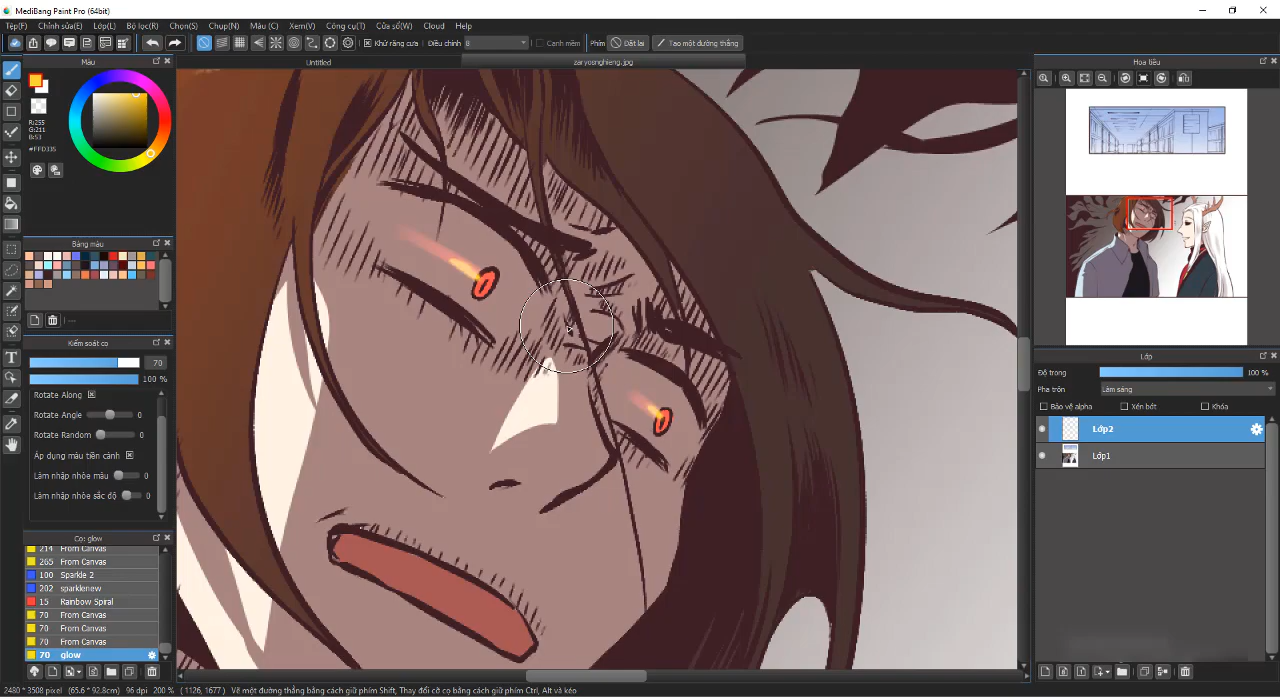 MediBang Paint Pro (64bit)
Tệp(F) Chỉnh sửa(E) Lớp(L) Bộ lọc(R) Chọn(S) Chụp(N) Màu (C) Xem(V) Công cụ(T) Cửa sổ(W) Cloud Help
Khử răng cưa Điều chỉnh 8 Cạnh mềm Phím Đặt lại Tạo một đường thẳng
Màu
Untitled
zaryosnghieng.jpg
Hoa tiêu
R:255
G:211
B:53
#FFD335
Bảng màu
---
Kiểm soát cọ
70
100 %
Rotate Along
Rotate Angle 0
Rotate Random 0
Áp dụng màu tiền cảnh
Làm nhập nhòe màu 0
Làm nhập nhòe sắc độ 0
Cọ: glow
214 From Canvas
265 From Canvas
100 Sparkle 2
202 sparklenew
15 Rainbow Spiral
70 From Canvas
70 From Canvas
70 From Canvas
70 glow
Lớp
Độ trong 100 %
Pha trộn Làm sáng
Bảo vệ alpha Xén bớt Khóa
Lớp2
Lớp1
2480 * 3508 pixel (65.6 * 92.8cm) 96 dpi 200 % ( 1126, 1677 ) Vẽ một đường thẳng bằng cách giữ phím Shift, Thay đổi cỡ cọ bằng cách giữ phím Ctrl, Alt và kéo